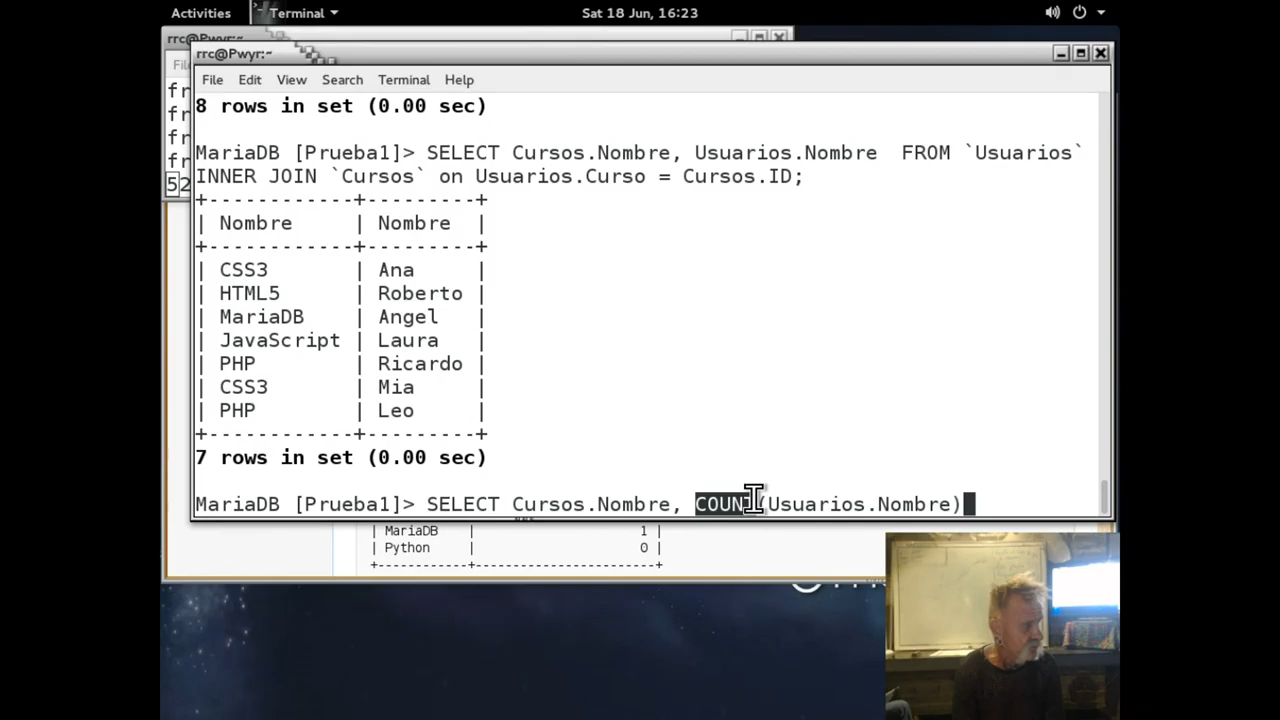 Activities Terminal Sat 18 Jun, 16:23
rrc@Pwyr:~
rrc@Pwyr:~
File Edit View Search Terminal Help
8 rows in set (0.00 sec)
MariaDB [Prueba1]> SELECT Cursos.Nombre, Usuarios.Nombre  FROM `Usuarios`
INNER JOIN `Cursos` on Usuarios.Curso = Cursos.ID;
+------------+---------+
| Nombre     | Nombre  |
+------------+---------+
| CSS3       | Ana     |
| HTML5      | Roberto |
| MariaDB    | Angel   |
| JavaScript | Laura   |
| PHP        | Ricardo |
| CSS3       | Mia     |
| PHP        | Leo     |
+------------+---------+
7 rows in set (0.00 sec)
MariaDB [Prueba1]> SELECT Cursos.Nombre, COUNT(Usuarios.Nombre)
| MariaDB    |                      1 |
| Python     |                      0 |
+------------+------------------------+